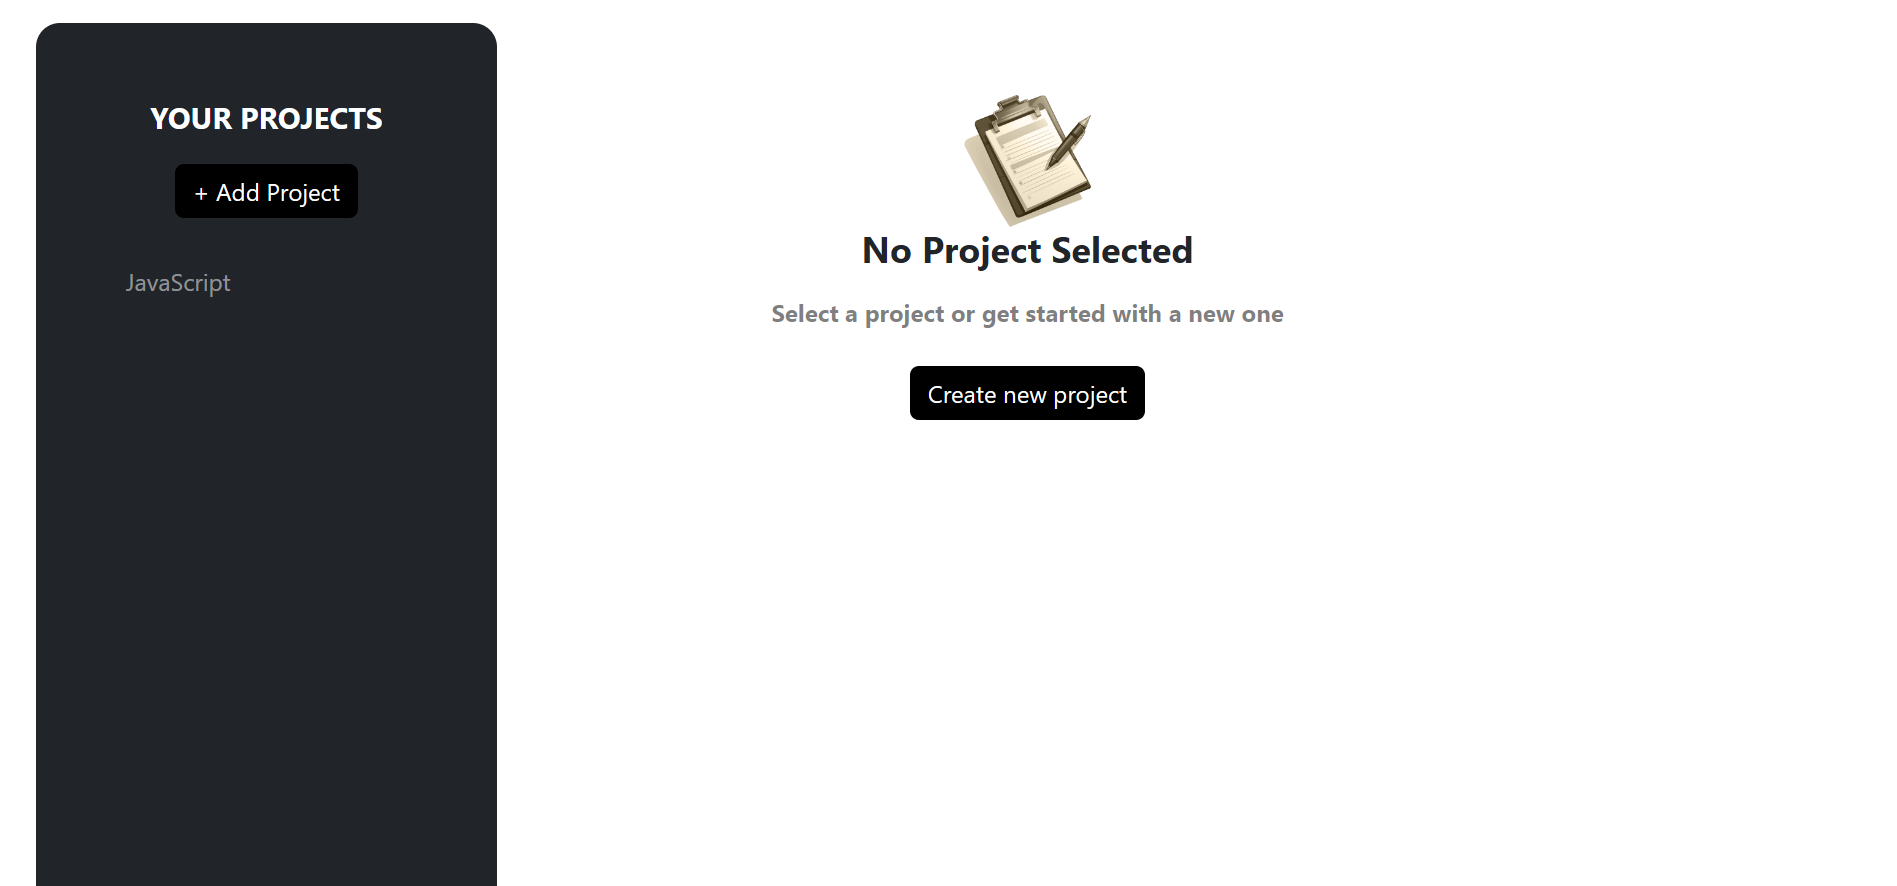 YOUR PROJECTS
+ Add Project
JavaScript
No Project Selected
Select a project or get started with a new one
Create new project